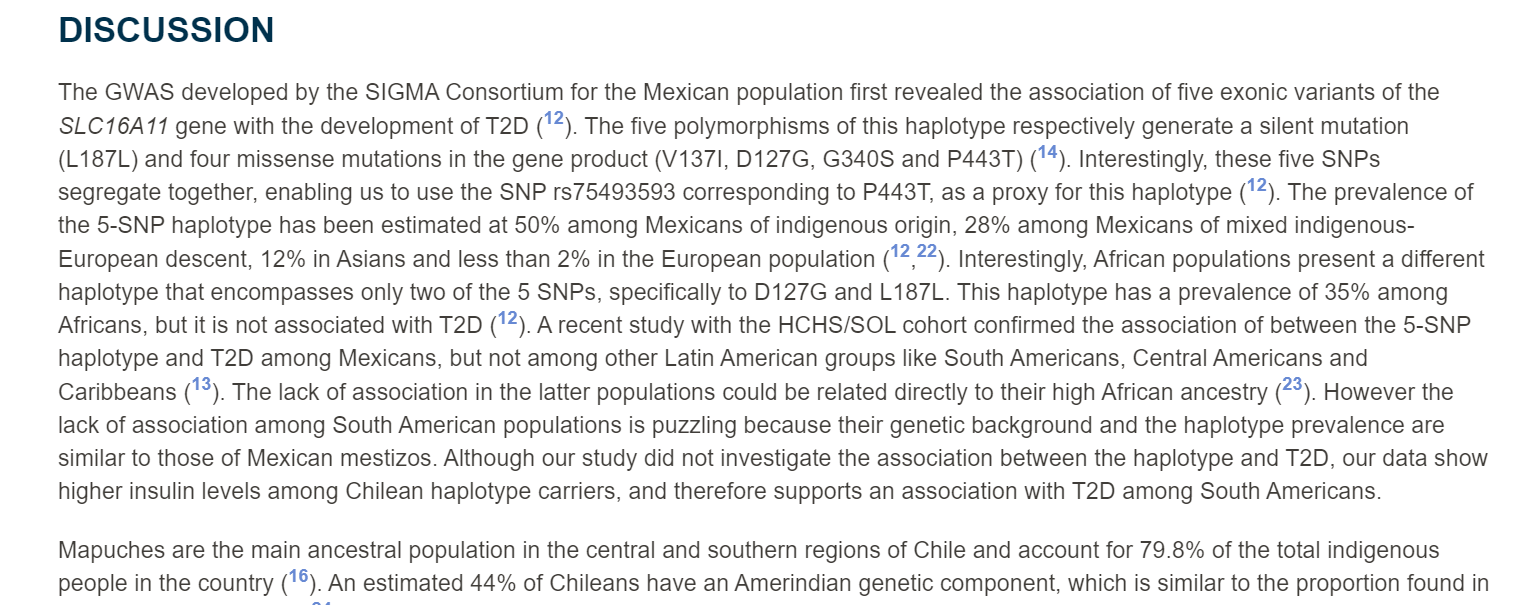 DISCUSSION
The GWAS developed by the SIGMA Consortium for the Mexican population first revealed the association of five exonic variants of the
SLC16A11 gene with the development of T2D (12). The five polymorphisms of this haplotype respectively generate a silent mutation
(L187L) and four missense mutations in the gene product (V137I, D127G, G340S and P443T) (14). Interestingly, these five SNPs
segregate together, enabling us to use the SNP rs75493593 corresponding to P443T, as a proxy for this haplotype (12). The prevalence of
the 5-SNP haplotype has been estimated at 50% among Mexicans of indigenous origin, 28% among Mexicans of mixed indigenous-
European descent, 12% in Asians and less than 2% in the European population (12,22). Interestingly, African populations present a different
haplotype that encompasses only two of the 5 SNPs, specifically to D127G and L187L. This haplotype has a prevalence of 35% among
Africans, but it is not associated with T2D (12). A recent study with the HCHS/SOL cohort confirmed the association of between the 5-SNP
haplotype and T2D among Mexicans, but not among other Latin American groups like South Americans, Central Americans and
Caribbeans (13). The lack of association in the latter populations could be related directly to their high African ancestry (23). However the
lack of association among South American populations is puzzling because their genetic background and the haplotype prevalence are
similar to those of Mexican mestizos. Although our study did not investigate the association between the haplotype and T2D, our data show
higher insulin levels among Chilean haplotype carriers, and therefore supports an association with T2D among South Americans.
Mapuches are the main ancestral population in the central and southern regions of Chile and account for 79.8% of the total indigenous
people in the country (16). An estimated 44% of Chileans have an Amerindian genetic component, which is similar to the proportion found in